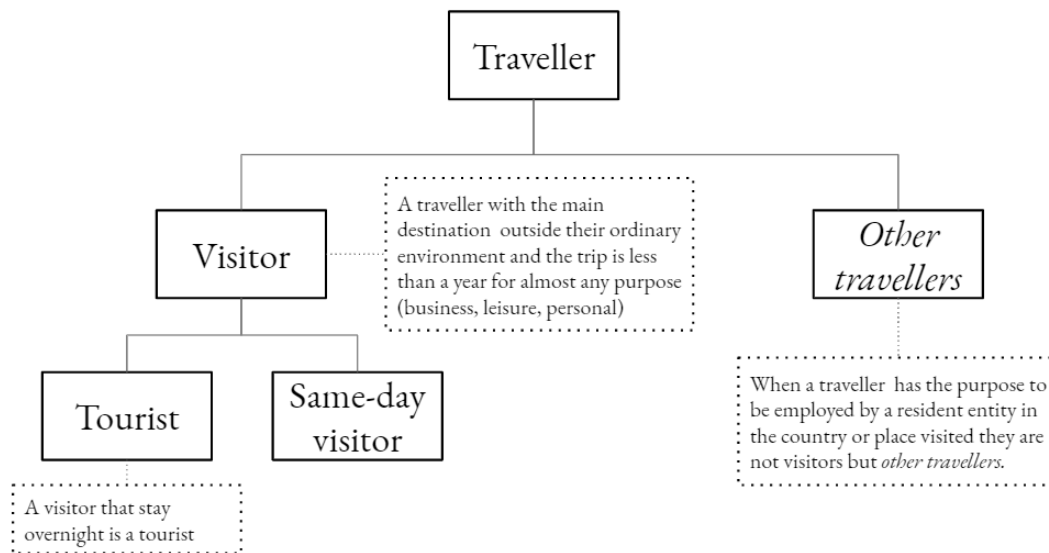 Traveller
Visitor
A traveller with the main
destination outside their ordinary
environment and the trip is less
than a year for almost any purpose
(business, leisure, personal)
Other
travellers
Tourist
Same-day
visitor
When a traveller has the purpose to
be employed by a resident entity in
the country or place visited they are
not visitors but other travellers.
A visitor that stay
overnight is a tourist